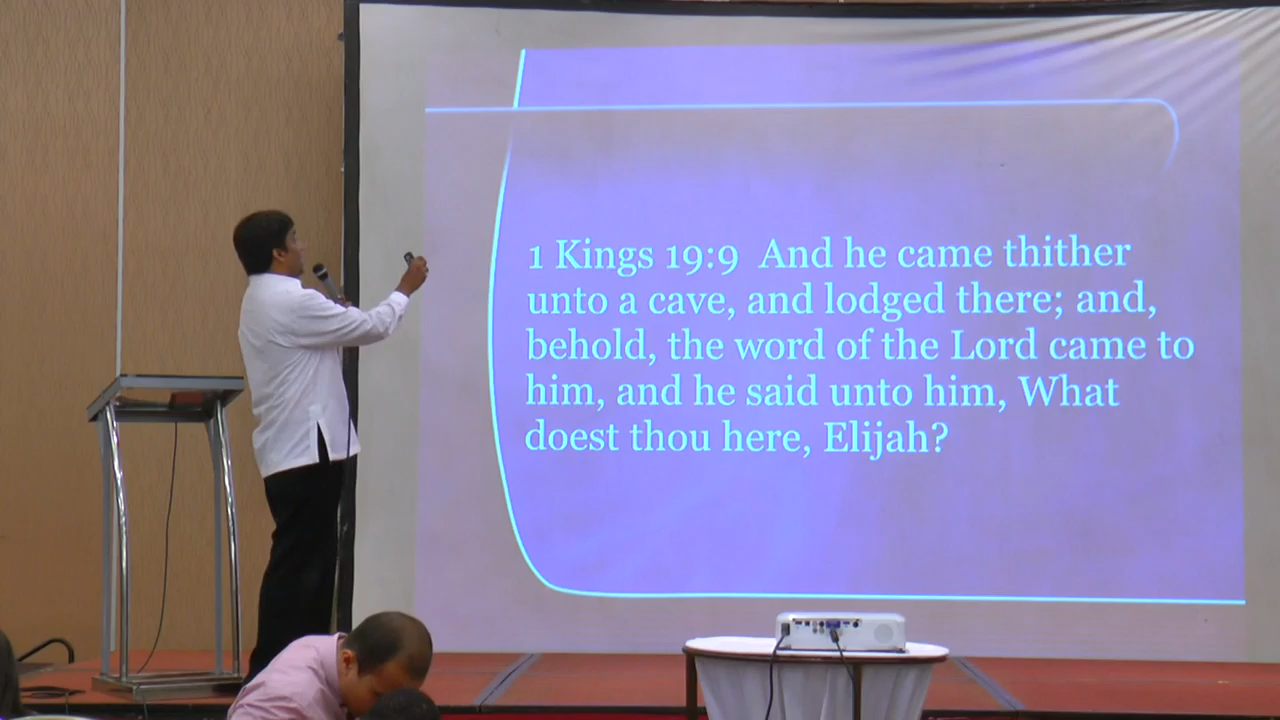 1 Kings 19:9  And he came thither
unto a cave, and lodged there; and,
behold, the word of the Lord came to
him, and he said unto him, What
doest thou here, Elijah?